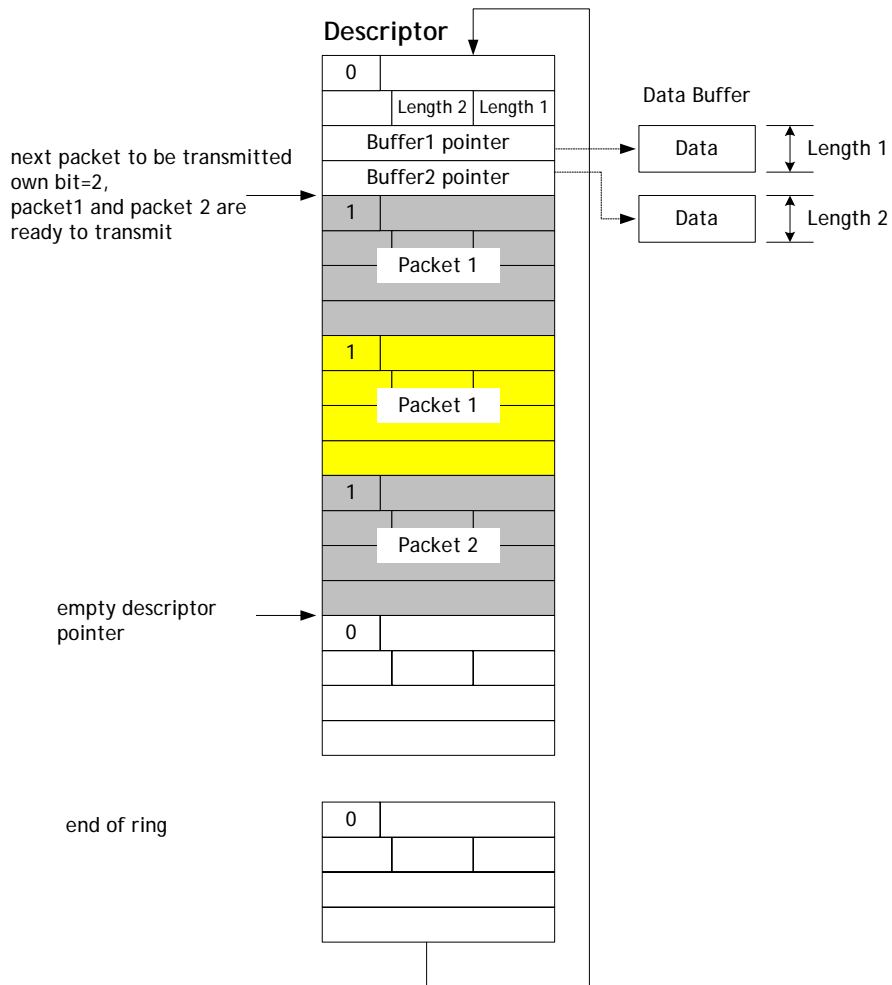 Descriptor
0
Length 2 Length 1
Buffer1 pointer
Buffer2 pointer
Data Buffer
Data
Length 1
Data
Length 2
next packet to be transmitted
own bit=2,
packet1 and packet 2 are
ready to transmit
1
Packet 1
1
Packet 1
1
Packet 2
empty descriptor
pointer
0
end of ring
0